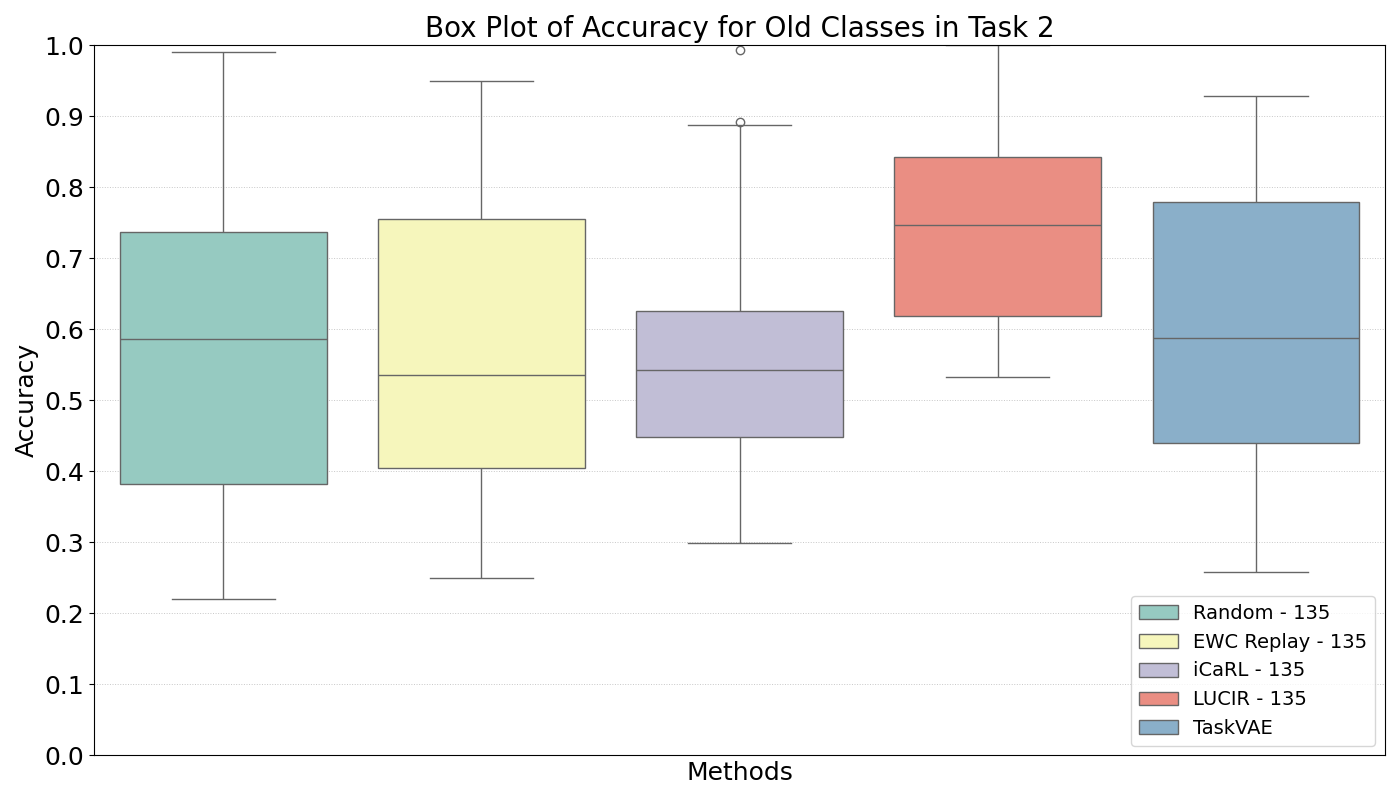 Box Plot of Accuracy for Old Classes in Task 2
1.0
0.9
0.8
0.7
0.6
0.5
0.4
0.3
0.2
0.1
0.0
Accuracy
Methods
Random - 135
EWC Replay - 135
iCaRL - 135
LUCIR - 135
TaskVAE